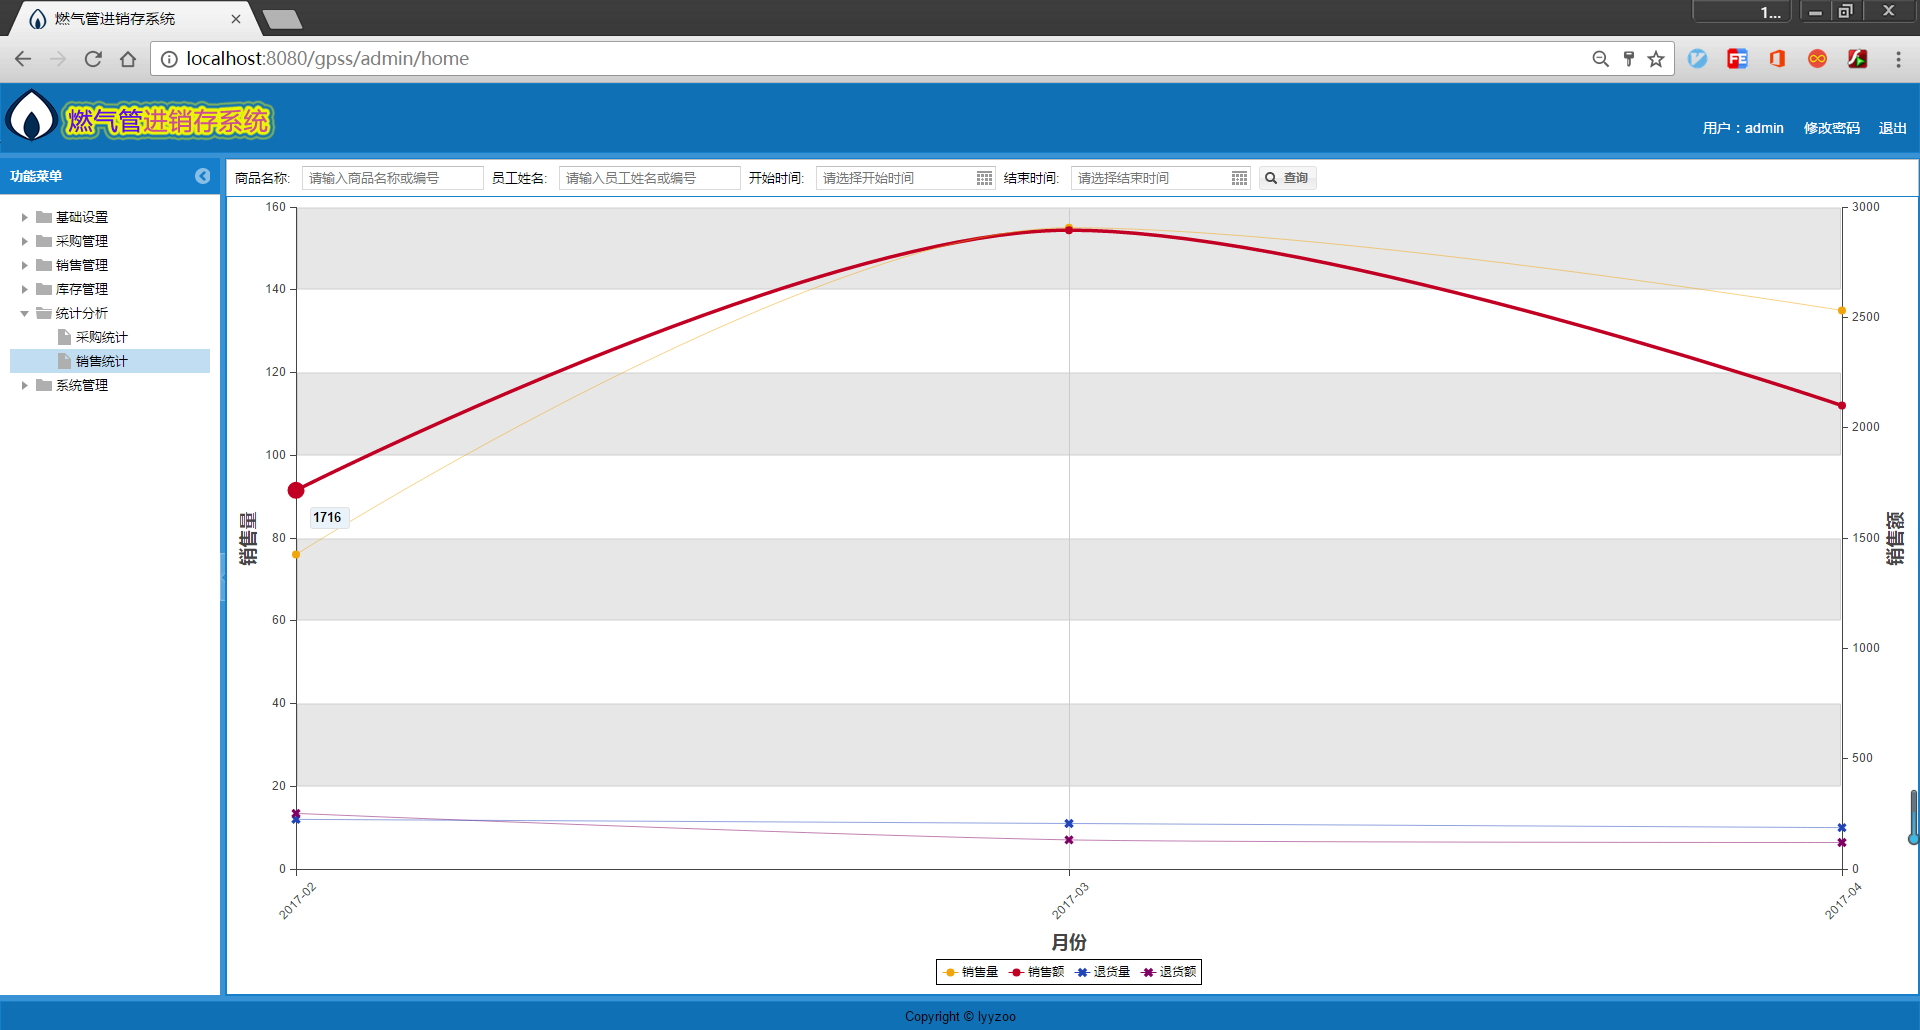 燃气管进销存系统
1...
localhost:8080/gpss/admin/home
燃气管进销存系统
用户：admin 修改密码 退出
功能菜单
基础设置
采购管理
销售管理
库存管理
统计分析
采购统计
销售统计
系统管理
商品名称: 请输入商品名称或编号 员工姓名: 请输入员工姓名或编号 开始时间: 请选择开始时间 结束时间: 请选择结束时间 查询
销售量
160
140
120
100
80
60
40
20
0
1716
3000
2500
2000
1500
1000
500
0
销售额
2017-02 2017-03 2017-04
月份
销售量 销售额 退货量 退货额
Copyright © lyyzoo